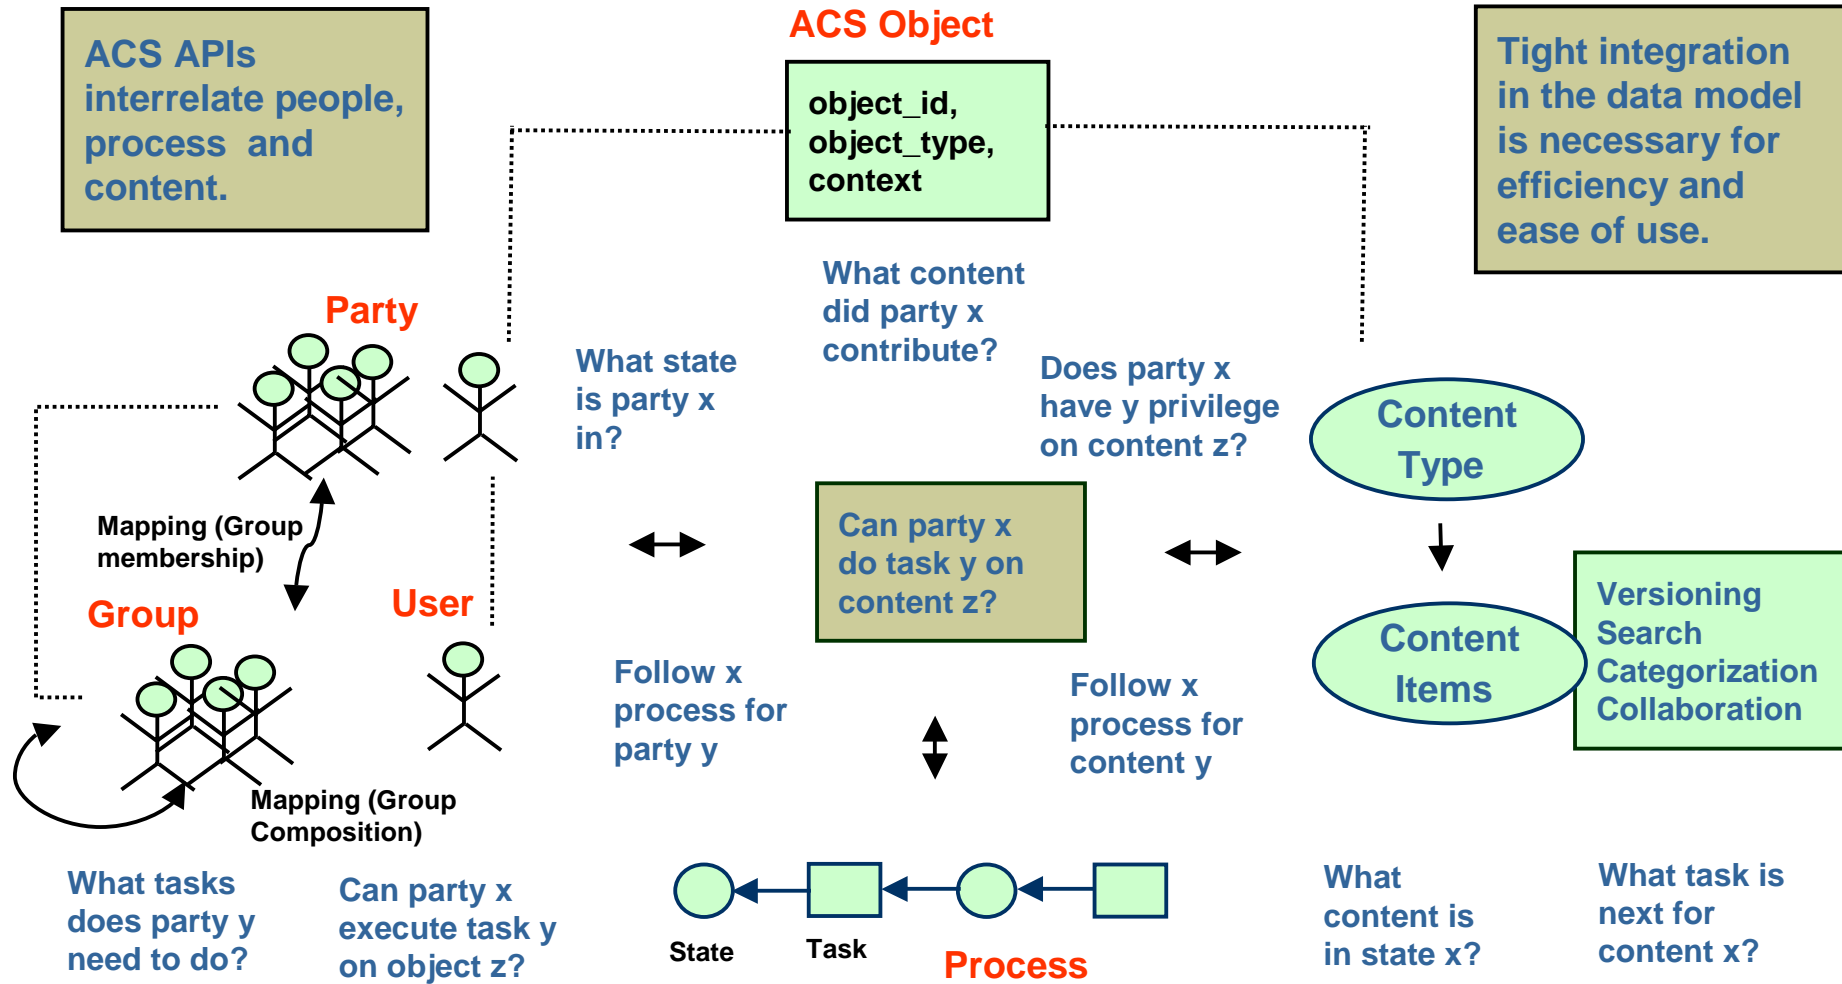 ACS APIs
interrelate people,
process and
content.
ACS Object
object_id,
object_type,
context
Tight integration
in the data model
is necessary for
efficiency and
ease of use.
What content
did party x
contribute?
Party
What state
is party x
in?
Does party x
have y privilege
on content z?
Content
Type
Mapping (Group
membership)
Can party x
do task y on
content z?
Group
User
Content
Items
Versioning
Search
Categorization
Collaboration
Follow x
process for
party y
Follow x
process for
content y
Mapping (Group
Composition)
What tasks
does party y
need to do?
Can party x
execute task y
on object z?
State
Task
Process
What
content is
in state x?
What task is
next for
content x?